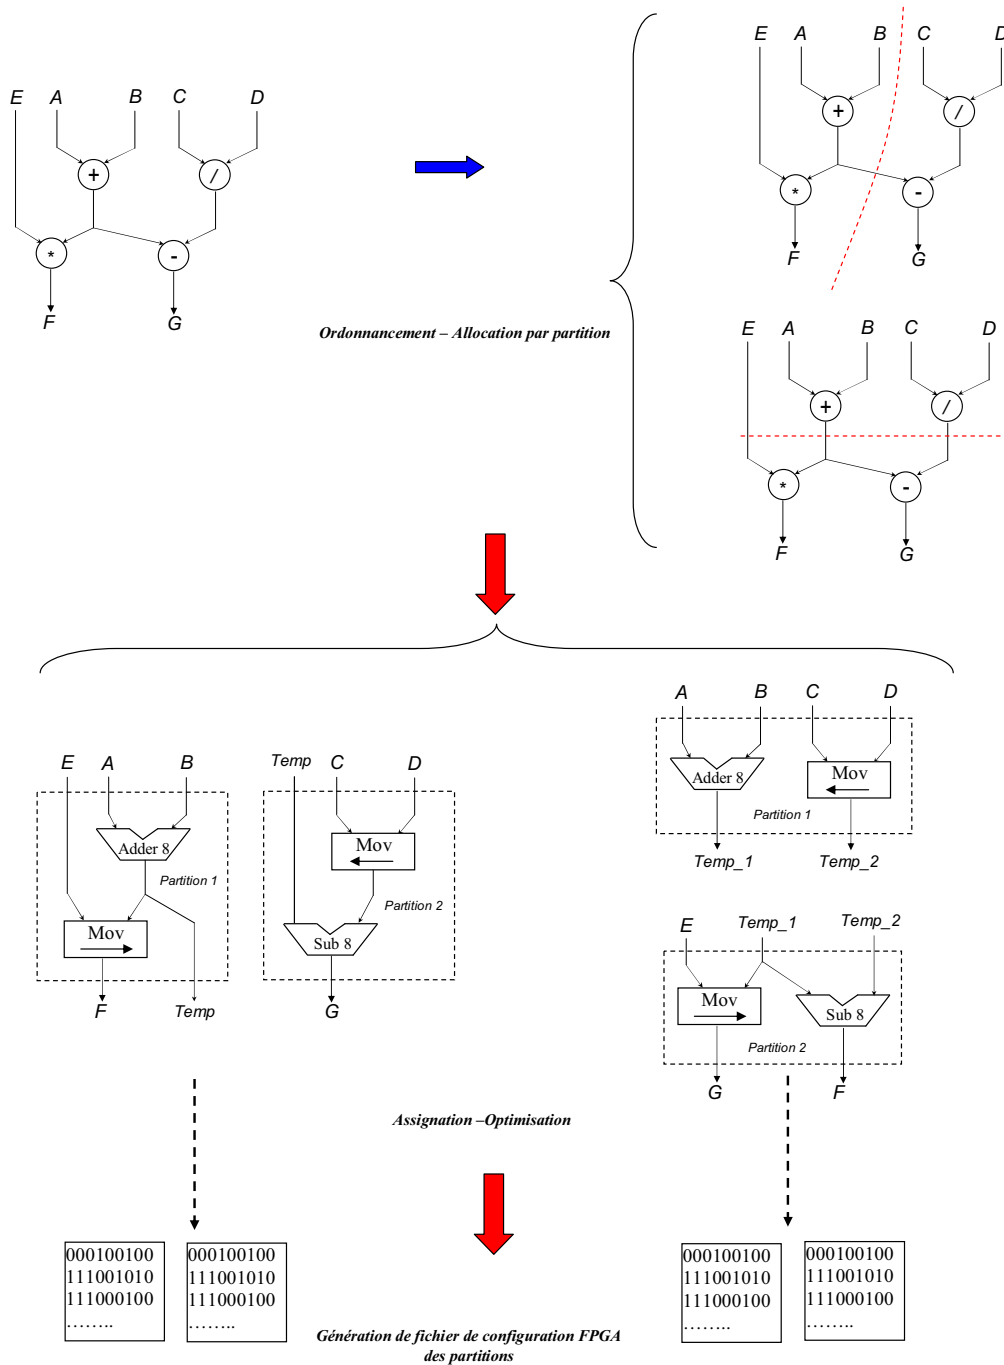 E A B C D
+ /
* -
F G
E A B C D
+ /
* -
F G
Ordonnancement – Allocation par partition
E A B C D
+ /
* -
F G
A B C D
Adder 8 Mov
Partition 1
Temp_1 Temp_2
E A B Temp C D
Adder 8 Mov
Partition 1 Partition 2
Mov Sub 8
F Temp G
E Temp_1 Temp_2
Mov Sub 8
Partition 2
G F
Assignation –Optimisation
000100100
111001010
111000100
........
000100100
111001010
111000100
........
000100100
111001010
111000100
........
000100100
111001010
111000100
........
Génération de fichier de configuration FPGA
des partitions